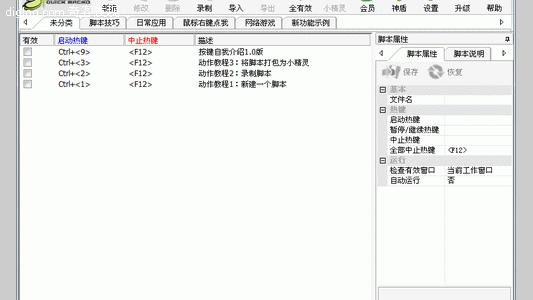 QUICK MACRO
修改 删除 录制 导入 导出 全有效 小精灵 会员 神盾 设置 升级 帮助
未分类 脚本技巧 日常应用 鼠标右键点我 网络游戏 新功能示例
有效 启动热键 中止热键 描述
Ctrl+<9> <F12> 按键自我介绍1.0版
Ctrl+<3> <F12> 动作教程3：将脚本打包为小精灵
Ctrl+<2> <F12> 动作教程2：录制脚本
Ctrl+<1> <F12> 动作教程1：新建一个脚本
脚本属性
脚本属性 脚本说明
保存 恢复
基本
文件名
热键
启动热键
暂停/继续热键
中止热键
全部中止热键 <F12>
运行
检查有效窗口 当前工作窗口
自动运行 否